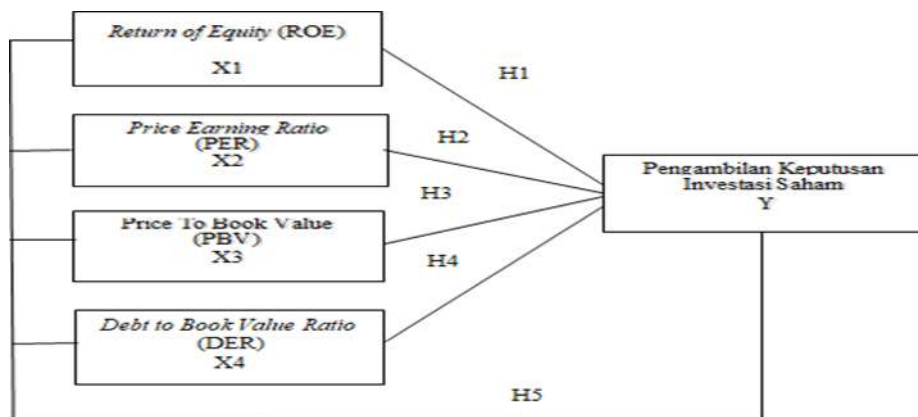 Return of Equity (ROE)
X1
H1
Price Earning Ratio
(PER)
X2
H2
H3
Pengambilan Keputusan
Investasi Saham
Y
Price To Book Value
(PBV)
X3
H4
Debt to Book Value Ratio
(DER)
X4
H5